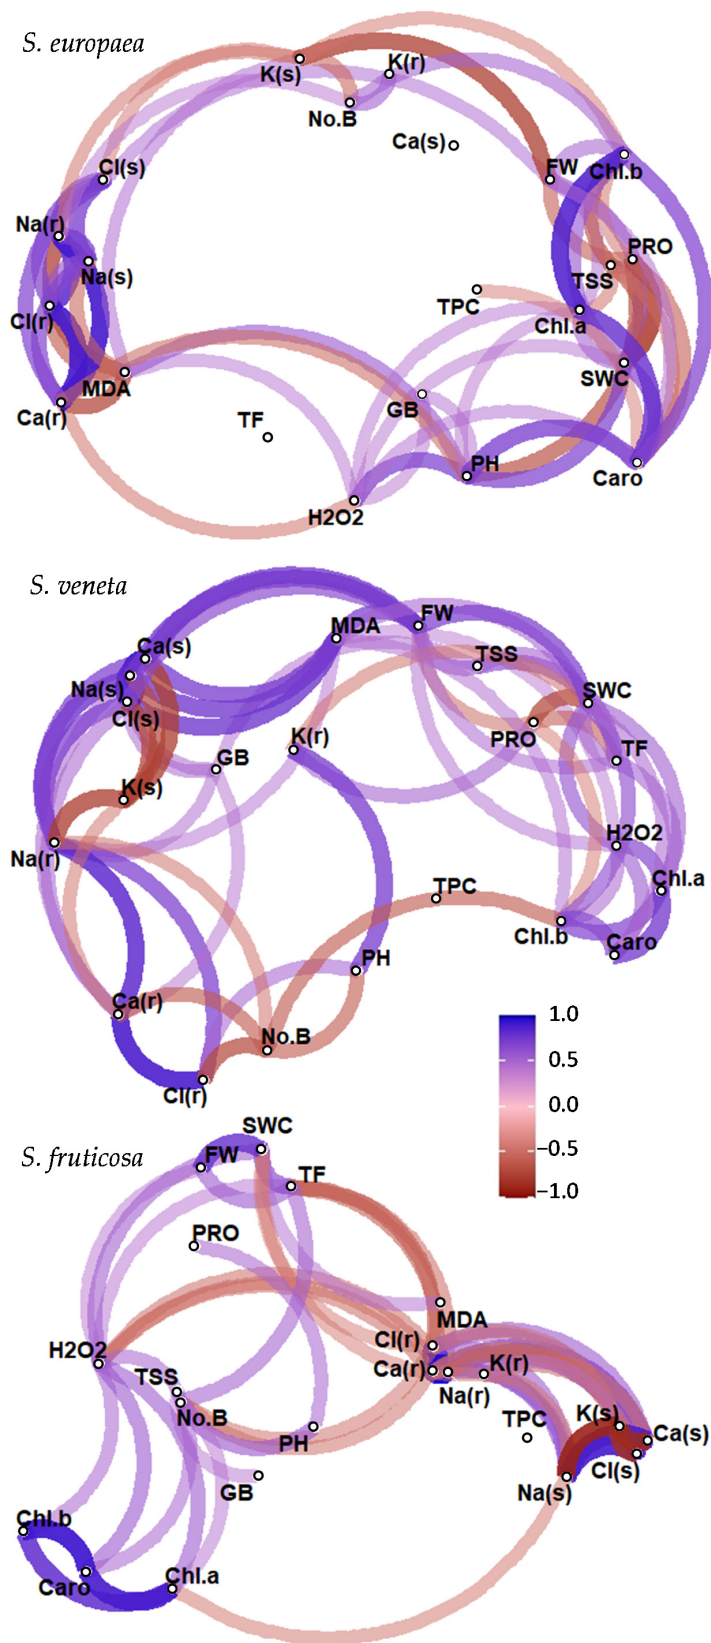 S. europaea
K(s)
K(r)
No.B
Ca(s)
Cl(s)
FW
Chl.b
Na(r)
PRO
Na(s)
TSS
TPC
Cl(r)
Chl.a
MDA
SWC
Ca(r)
GB
TF
PH
Caro
H2O2
S. veneta
FW
MDA
Ca(s)
TSS
Na(s)
SWC
Cl(s)
K(r)
PRO
GB
TF
K(s)
H2O2
Na(r)
Chl.a
TPC
Chl.b
Caro
PH
Ca(r)
1.0
No.B
0.5
Cl(r)
0.0
−0.5
−1.0
SWC
S. fruticosa
FW
TF
PRO
MDA
Cl(r)
H2O2
Ca(r)
K(r)
TSS
Na(r)
No.B
K(s)
TPC
Ca(s)
PH
Cl(s)
GB
Na(s)
Chl.b
Caro
Chl.a